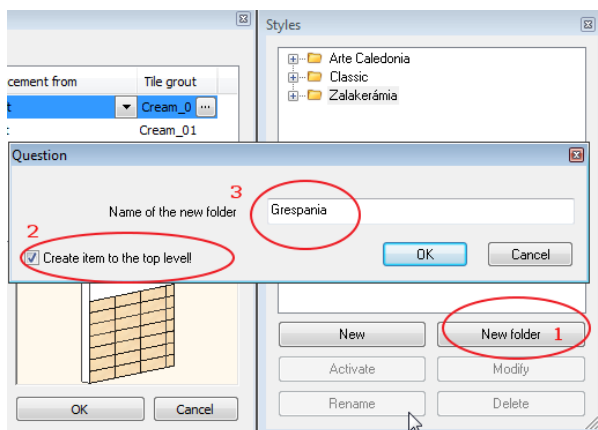 Styles
Arte Caledonia
Classic
Zalakerámia
cement from
Tile grout
t
Cream_0 ...
Cream_01
Question
3
Name of the new folder
Grespania
2
Create item to the top level!
OK
Cancel
New
New folder 1
Activate
Modify
Rename
Delete
OK
Cancel